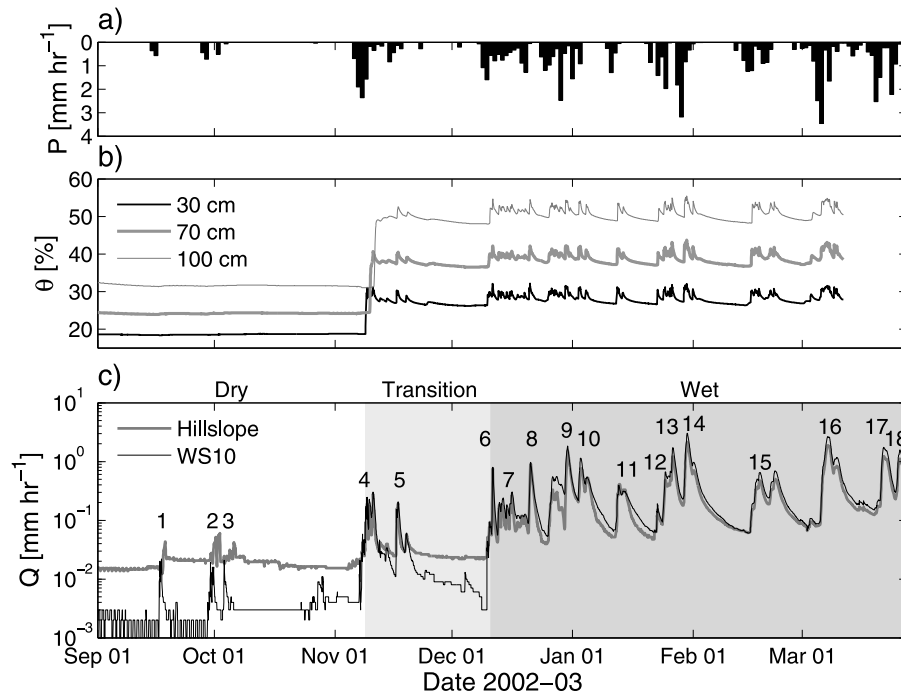 a)
P [mm hr⁻¹]
0
1
2
3
4
b)
θ [%]
60
50
40
30
20
30 cm
70 cm
100 cm
c)
Dry
Transition
Wet
Q [mm hr⁻¹]
10¹
10⁰
10⁻¹
10⁻²
10⁻³
Hillslope
WS10
1
2
3
4
5
6
7
8
9
10
11
12
13
14
15
16
17
18
Sep 01
Oct 01
Nov 01
Dec 01
Jan 01
Feb 01
Mar 01
Date 2002−03